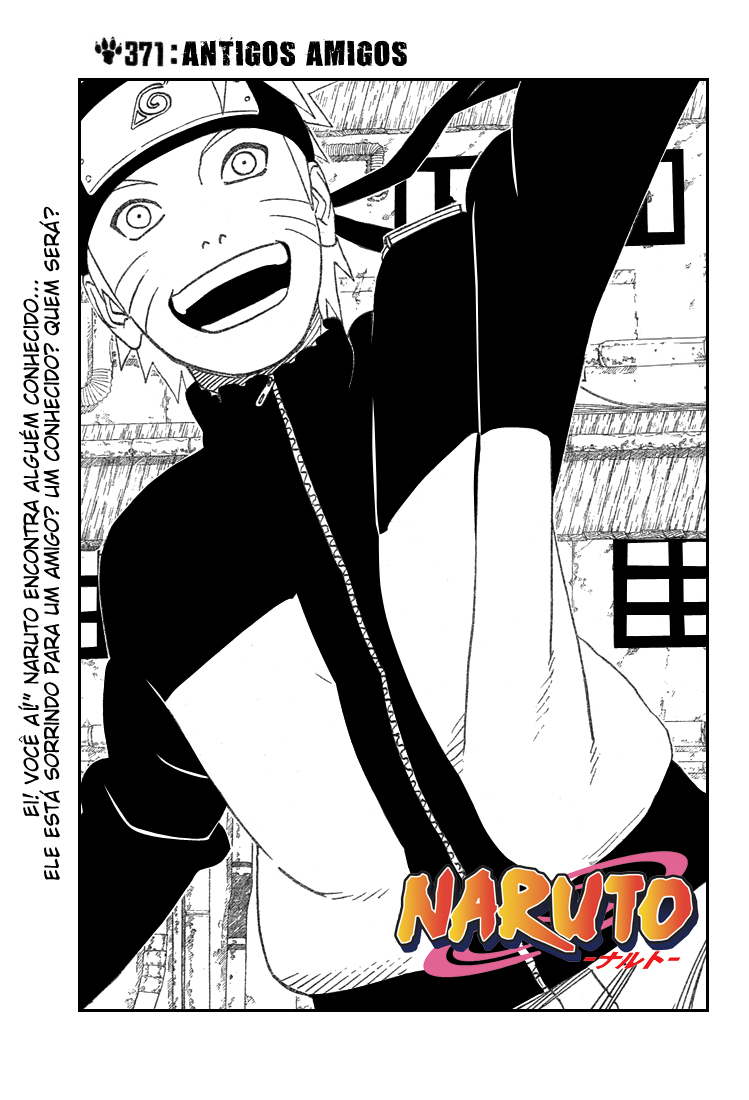 371: ANTIGOS AMIGOS
EI! VOCÊ AÍ!" NARUTO ENCONTRA ALGUÉM CONHECIDO...
ELE ESTÁ SORRINDO PARA UM AMIGO? UM CONHECIDO? QUEM SERÁ?
NARUTO
-ナルト-